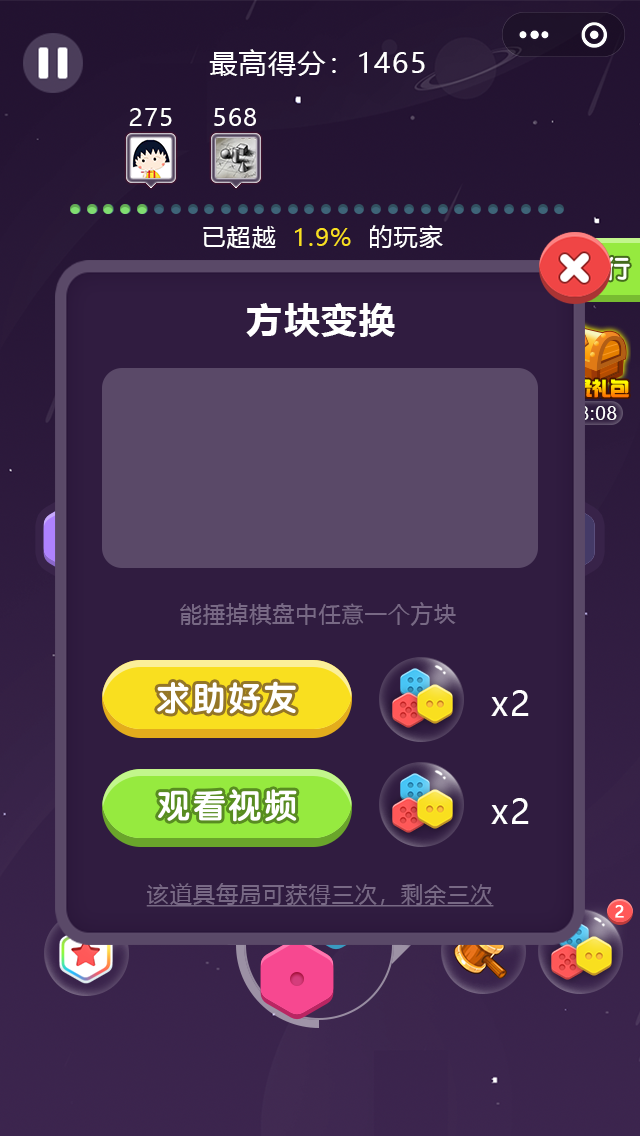 最高得分：1465
275 568
已超越 1.9% 的玩家
行
方块变换
礼包
3:08
能捶掉棋盘中任意一个方块
求助好友
x2
观看视频
x2
该道具每局可获得三次，剩余三次
2